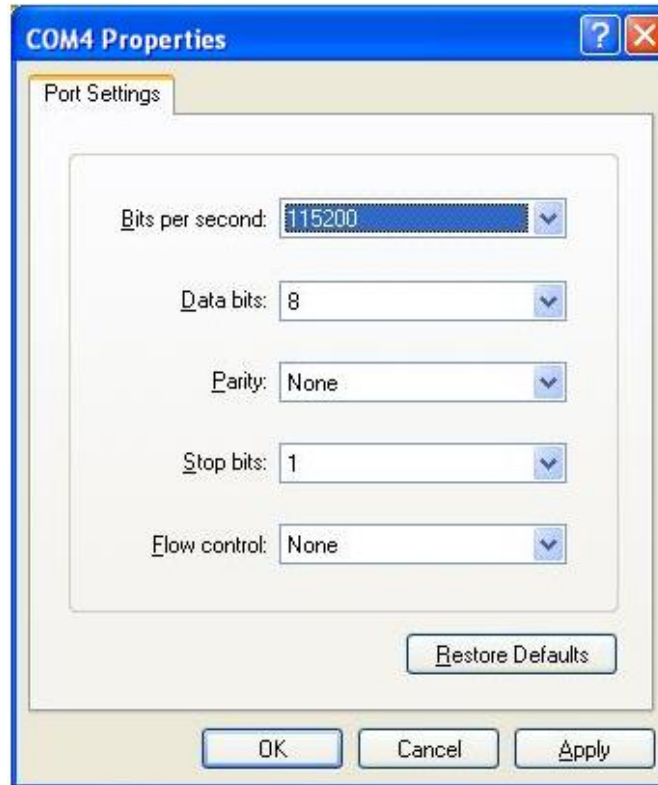 COM4 Properties
Port Settings
Bits per second: 115200
Data bits: 8
Parity: None
Stop bits: 1
Flow control: None
Restore Defaults
OK Cancel Apply